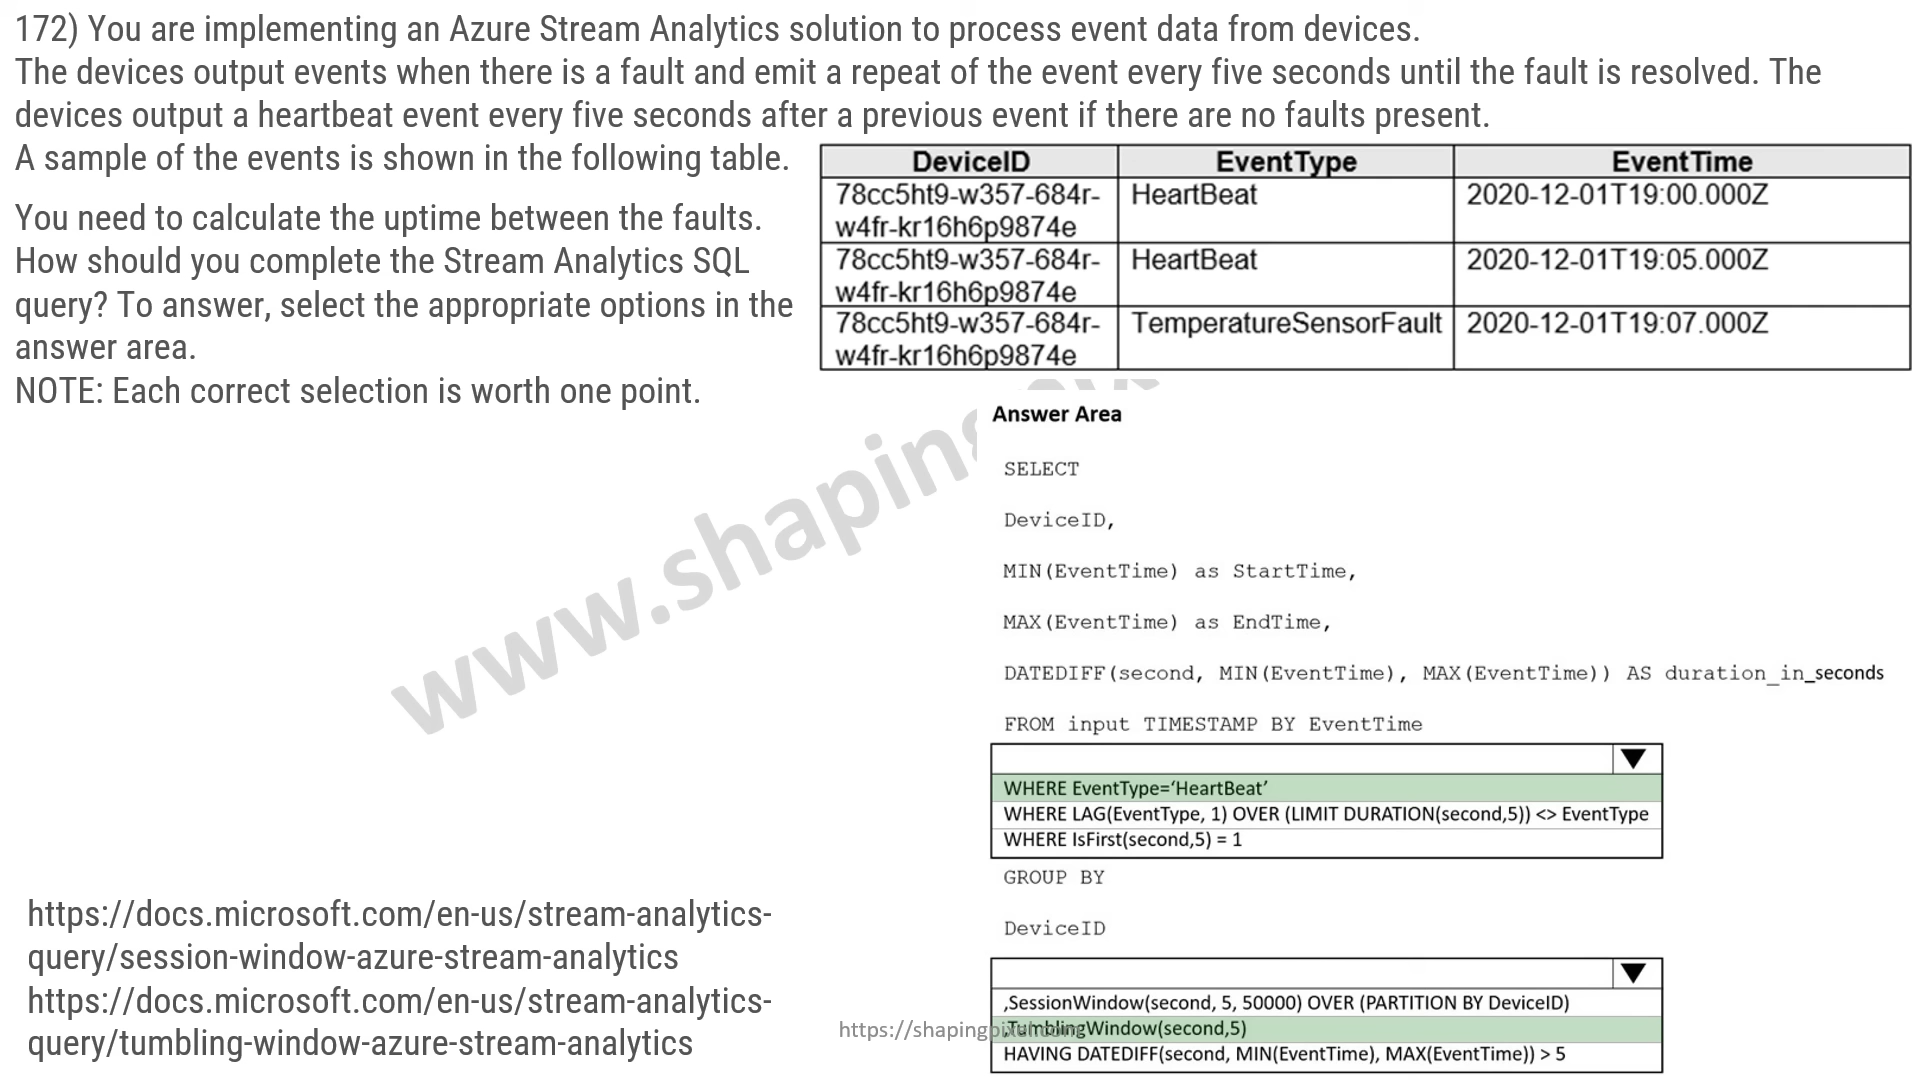 172) You are implementing an Azure Stream Analytics solution to process event data from devices.
The devices output events when there is a fault and emit a repeat of the event every five seconds until the fault is resolved. The
devices output a heartbeat event every five seconds after a previous event if there are no faults present.
A sample of the events is shown in the following table.
DeviceID EventType EventTime
78cc5ht9-w357-684r- HeartBeat 2020-12-01T19:00.000Z
w4fr-kr16h6p9874e
78cc5ht9-w357-684r- HeartBeat 2020-12-01T19:05.000Z
w4fr-kr16h6p9874e
78cc5ht9-w357-684r- TemperatureSensorFault 2020-12-01T19:07.000Z
w4fr-kr16h6p9874e
You need to calculate the uptime between the faults.
How should you complete the Stream Analytics SQL
query? To answer, select the appropriate options in the
answer area.
NOTE: Each correct selection is worth one point.
www.shaping
Answer Area
SELECT
DeviceID,
MIN(EventTime) as StartTime,
MAX(EventTime) as EndTime,
DATEDIFF(second, MIN(EventTime), MAX(EventTime)) AS duration_in_seconds
FROM input TIMESTAMP BY EventTime
WHERE EventType=‘HeartBeat’
WHERE LAG(EventType, 1) OVER (LIMIT DURATION(second,5)) <> EventType
WHERE IsFirst(second,5) = 1
GROUP BY
DeviceID
,SessionWindow(second, 5, 50000) OVER (PARTITION BY DeviceID)
,TumblingWindow(second,5)
HAVING DATEDIFF(second, MIN(EventTime), MAX(EventTime)) > 5
https://docs.microsoft.com/en-us/stream-analytics-
query/session-window-azure-stream-analytics
https://docs.microsoft.com/en-us/stream-analytics-
query/tumbling-window-azure-stream-analytics
https://shapingpixel.com